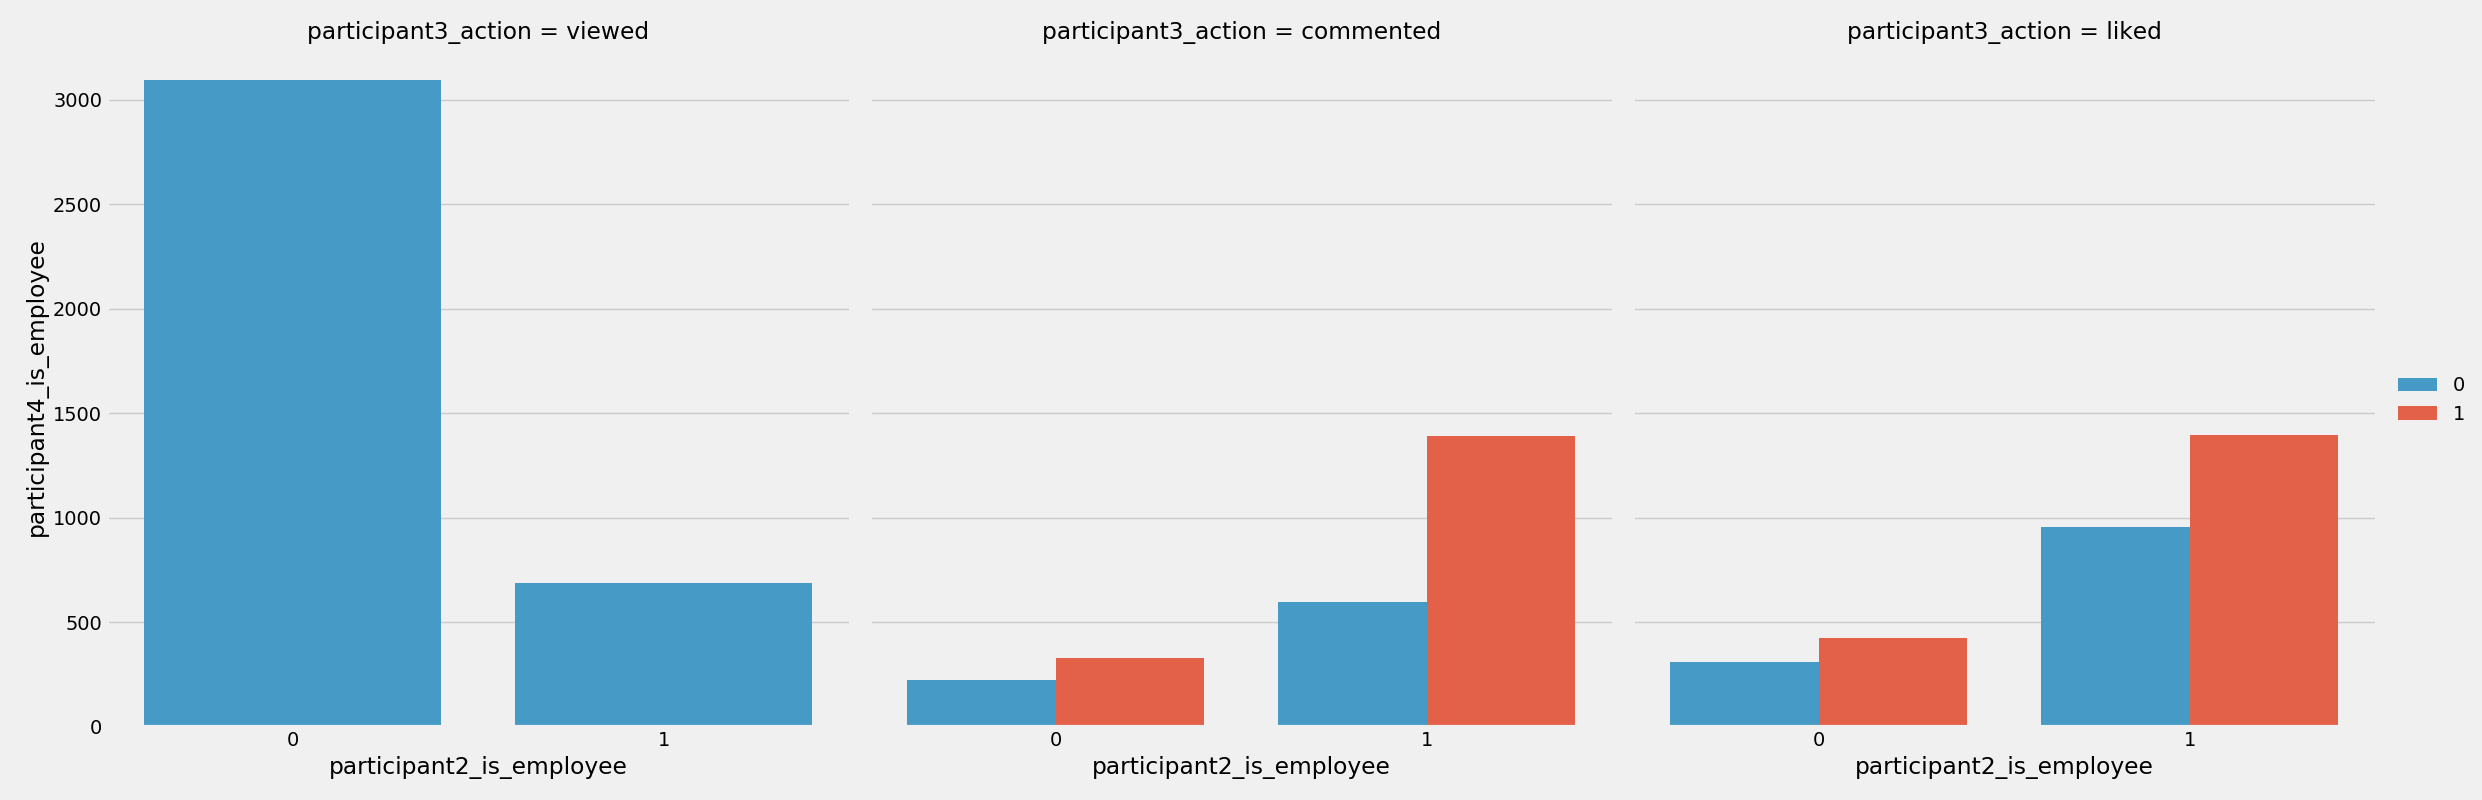 participant3_action = viewed
participant3_action = commented
participant3_action = liked
participant4_is_employee
3000
2500
2000
1500
1000
500
0
0 1
0 1
0 1
participant2_is_employee
participant2_is_employee
participant2_is_employee
0
1